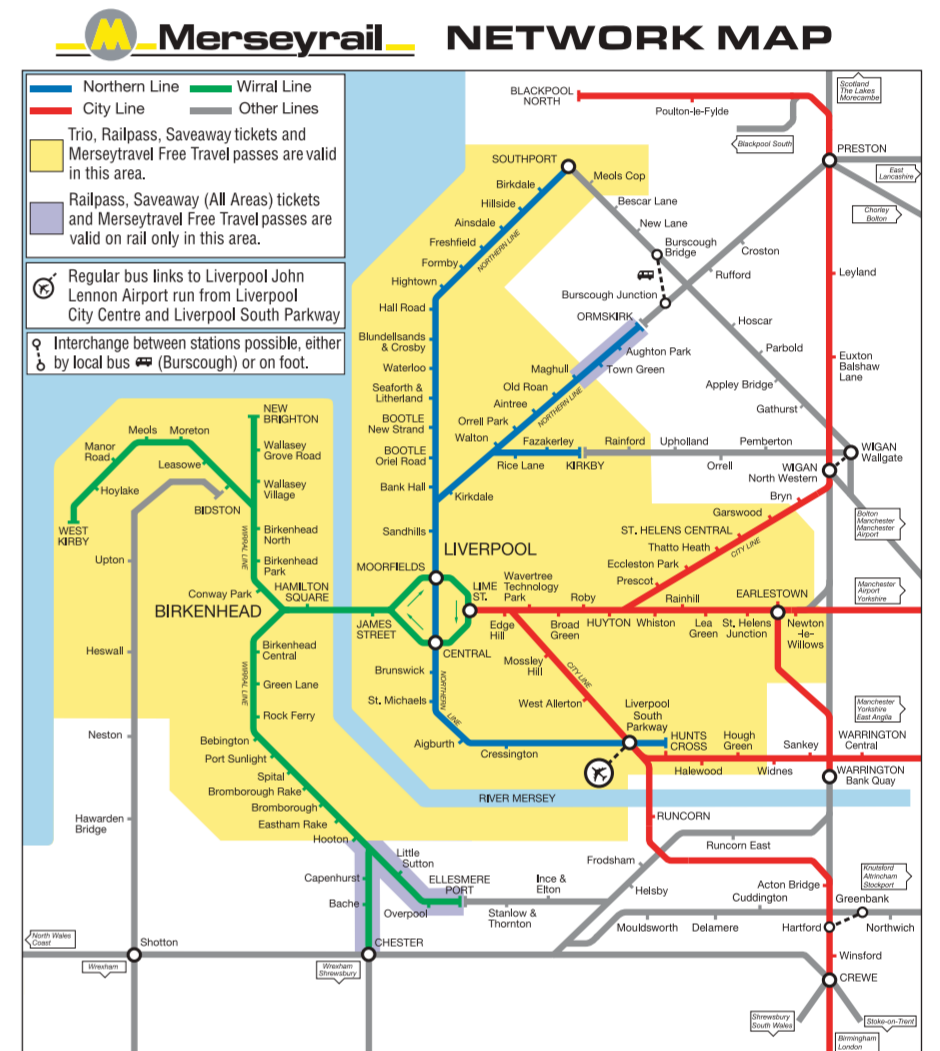 M Merseyrail NETWORK MAP
Northern Line
Wirral Line
City Line
Other Lines
Trio, Railpass, Saveaway tickets and
Merseytravel Free Travel passes are valid
in this area.
Railpass, Saveaway (All Areas) tickets
and Merseytravel Free Travel passes are
valid on rail only in this area.
Regular bus links to Liverpool John
Lennon Airport run from Liverpool
City Centre and Liverpool South Parkway
Interchange between stations possible, either
by local bus (Burscough) or on foot.
Scotland
The Lakes
Morecambe
BLACKPOOL
NORTH
Poulton-le-Fylde
Blackpool South
PRESTON
East
Lancashire
Chorley
Bolton
SOUTHPORT
Meols Cop
Birkdale
Bescar Lane
Hillside
New Lane
Ainsdale
Burscough
Bridge
Croston
Freshfield
NORTHERN LINE
Formby
Rufford
Leyland
Hightown
Burscough Junction
Hall Road
ORMSKIRK
Hoscar
Blundellsands
& Crosby
Aughton Park
Parbold
Euxton
Balshaw
Lane
Waterloo
Maghull
Town Green
Appley Bridge
Seaforth &
Litherland
Old Roan
Aintree
NORTHERN LINE
Gathurst
BOOTLE
New Strand
Orrell Park
Walton
Fazakerley
Rainford
Upholland
Pemberton
WIGAN
Wallgate
BOOTLE
Oriel Road
Rice Lane
KIRKBY
Orrell
WIGAN
North Western
Bank Hall
Kirkdale
Bryn
Garswood
Sandhills
ST. HELENS CENTRAL
Bolton
Manchester
Manchester
Airport
Thatto Heath
CITY LINE
Eccleston Park
Prescot
NEW
BRIGHTON
Meols
Moreton
Manor
Road
Leasowe
Wallasey
Grove Road
Hoylake
Wallasey
Village
BIDSTON
WEST
KIRBY
Birkenhead
North
WIRRAL LINE
Upton
Birkenhead
Park
Conway Park
HAMILTON
SQUARE
BIRKENHEAD
JAMES
STREET
LIVERPOOL
MOORFIELDS
LIME
ST.
CENTRAL
Wavertree
Technology
Park
Edge
Hill
Broad
Green
Roby
HUYTON
Whiston
Rainhill
Lea
Green
St. Helens
Junction
EARLESTOWN
Newton
-le-
Willows
Manchester
Airport
Yorkshire
Heswall
Birkenhead
Central
WIRRAL LINE
Green Lane
Rock Ferry
Brunswick
St. Michaels
NORTHERN
LINE
Aigburth
Cressington
Mossley
Hill
CITY LINE
West Allerton
Liverpool
South
Parkway
HUNTS
CROSS
Hough
Green
Sankey
WARRINGTON
Central
Manchester
Yorkshire
East Anglia
Halewood
Widnes
WARRINGTON
Bank Quay
Neston
Bebington
Port Sunlight
Spital
Bromborough Rake
Bromborough
Eastham Rake
Hooton
RIVER MERSEY
RUNCORN
Hawarden
Bridge
Little
Sutton
Capenhurst
ELLESMERE
PORT
Bache
Overpool
Ince &
Elton
Stanlow &
Thornton
Frodsham
Helsby
Runcorn East
Knutsford
Altrincham
Stockport
Acton Bridge
Cuddington
Greenbank
Mouldsworth
Delamere
Hartford
Northwich
North Wales
Coast
Shotton
Wrexham
CHESTER
Wrexham
Shrewsbury
Winsford
CREWE
Shrewsbury
South Wales
Stoke-on-Trent
Birmingham
London